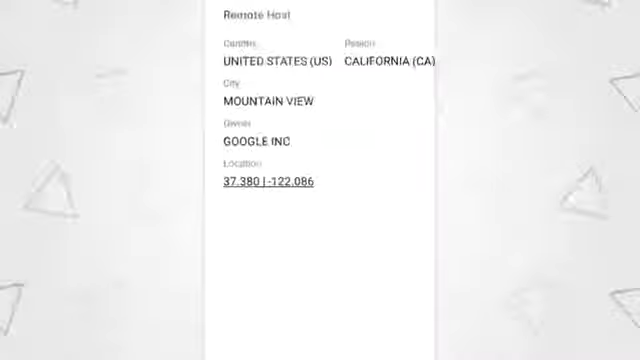 Remote Host
Country Region
UNITED STATES (US) CALIFORNIA (CA)
City
MOUNTAIN VIEW
Owner
GOOGLE INC
Location
37.380 | -122.086